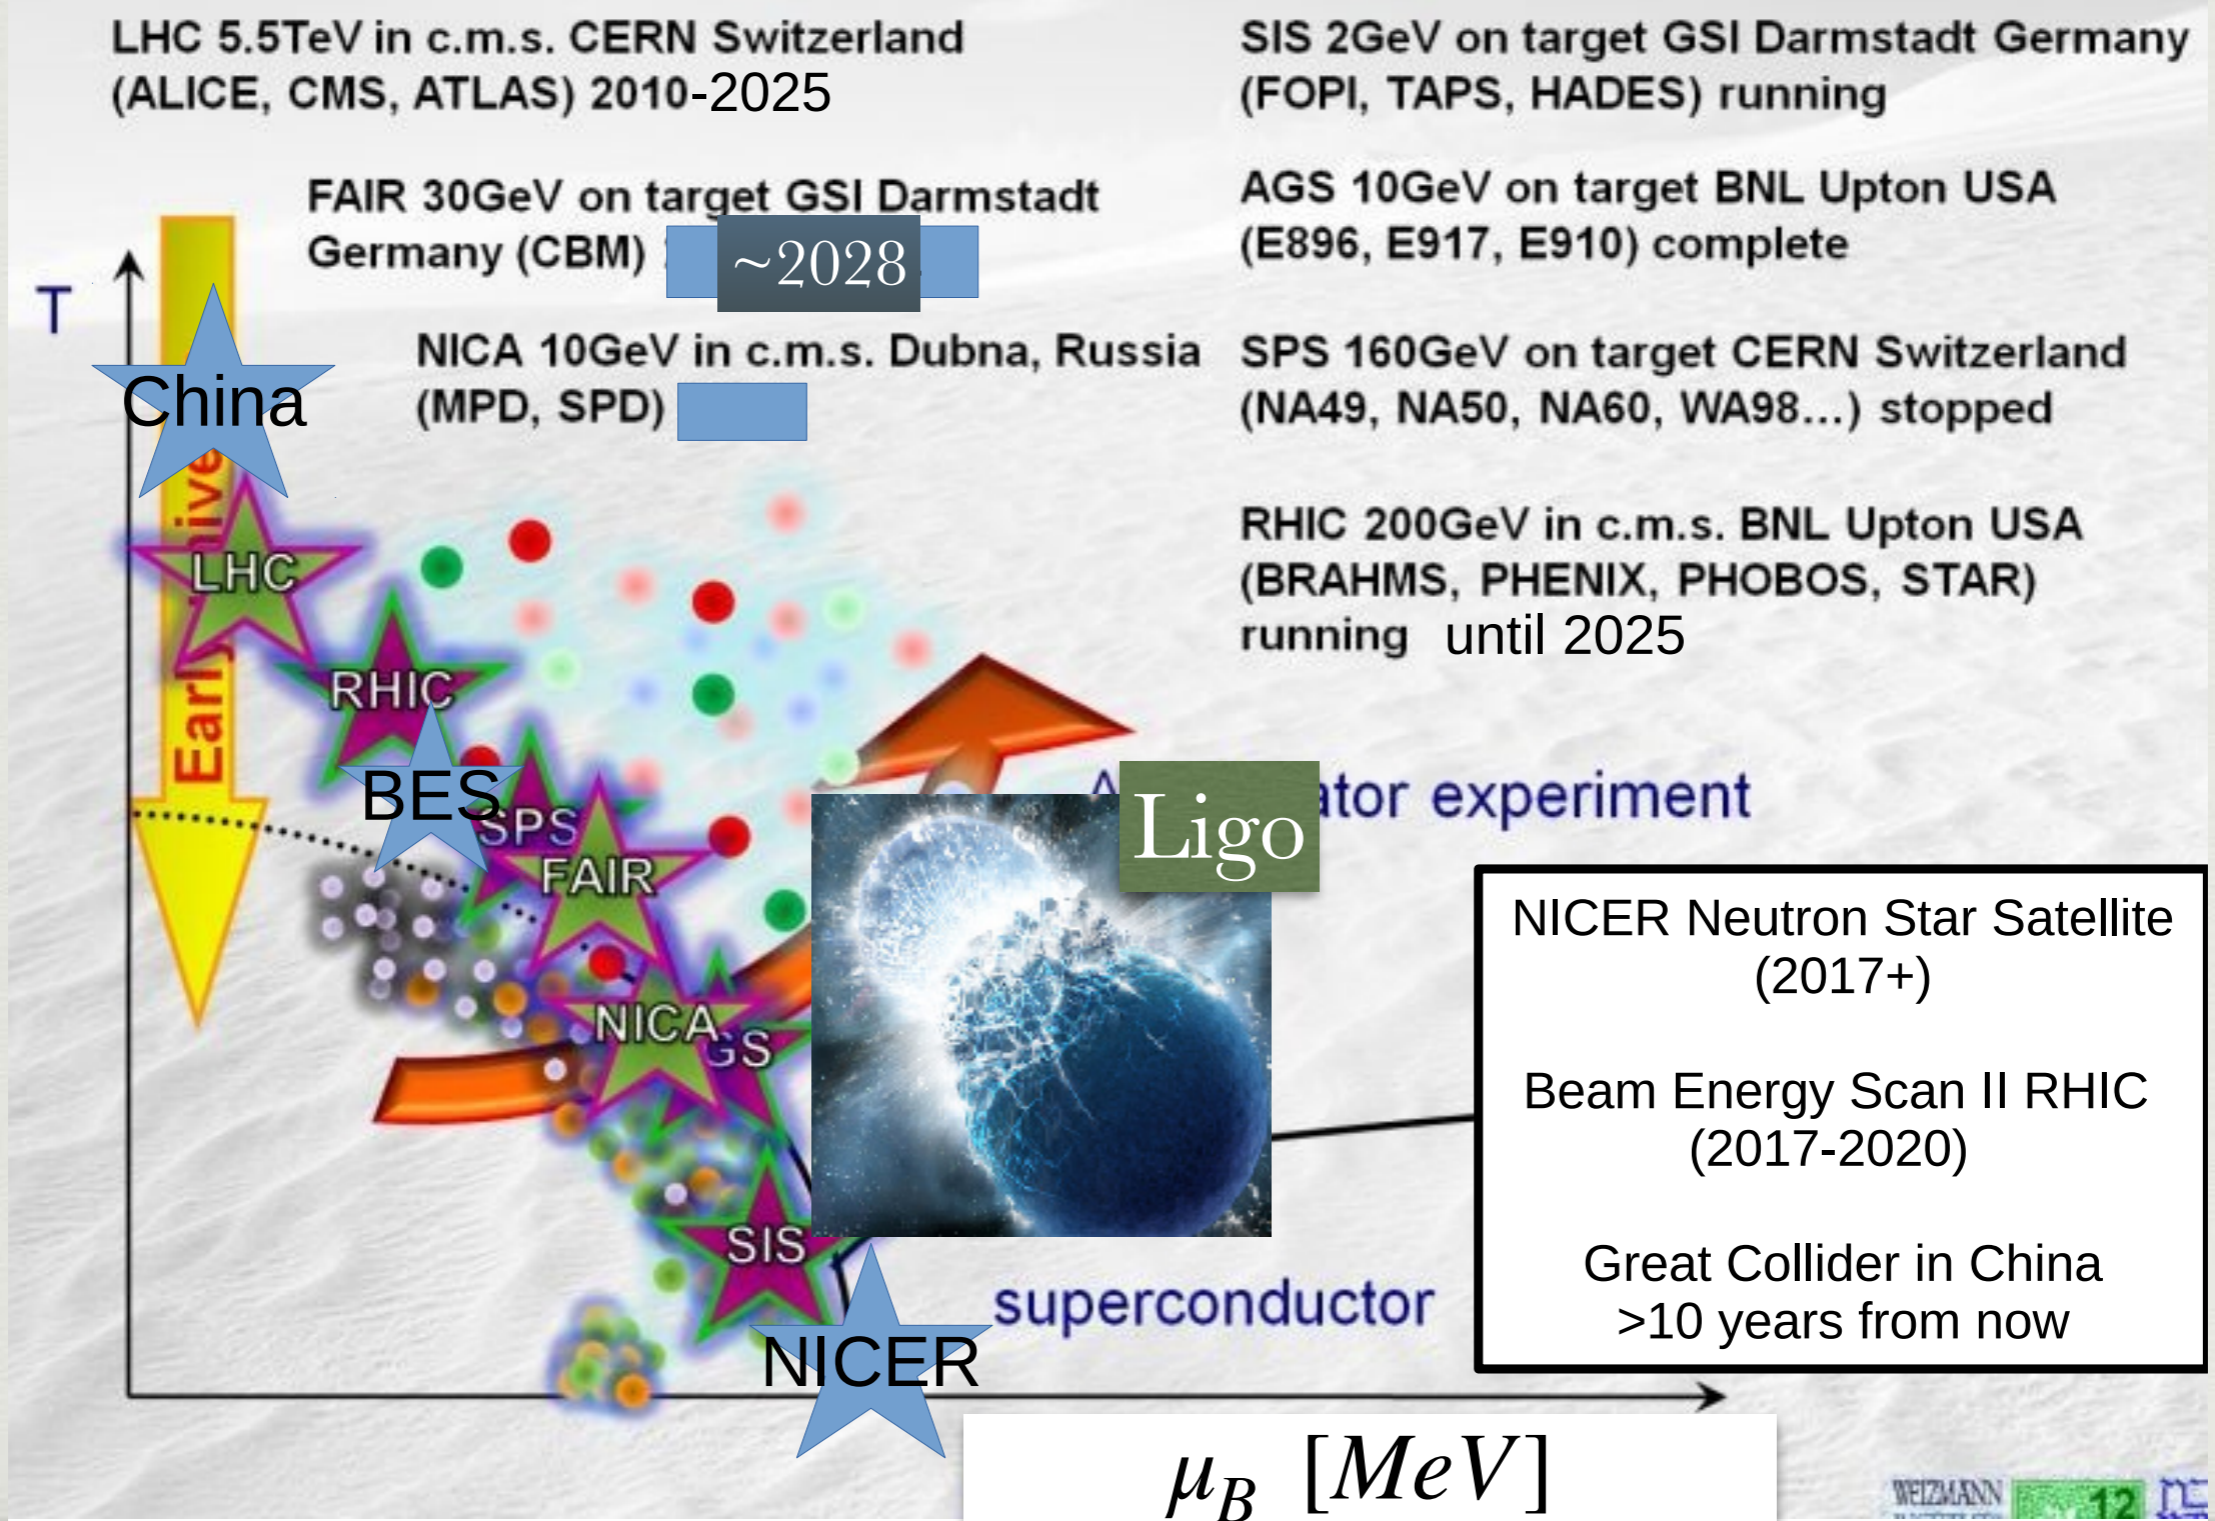 LHC 5.5TeV in c.m.s. CERN Switzerland
(ALICE, CMS, ATLAS) 2010-2025
FAIR 30GeV on target GSI Darmstadt
Germany (CBM)
~2028
NICA 10GeV in c.m.s. Dubna, Russia
(MPD, SPD)
SIS 2GeV on target GSI Darmstadt Germany
(FOPI, TAPS, HADES) running
AGS 10GeV on target BNL Upton USA
(E896, E917, E910) complete
SPS 160GeV on target CERN Switzerland
(NA49, NA50, NA60, WA98...) stopped
RHIC 200GeV in c.m.s. BNL Upton USA
(BRAHMS, PHENIX, PHOBOS, STAR)
running until 2025
T
China
LHC
RHIC
BES
SPS
FAIR
NICA
SIS
NICER
Ligo
experiment
superconductor
NICER Neutron Star Satellite
(2017+)
Beam Energy Scan II RHIC
(2017-2020)
Great Collider in China
>10 years from now
μ_B [MeV]
WEIZMANN
12